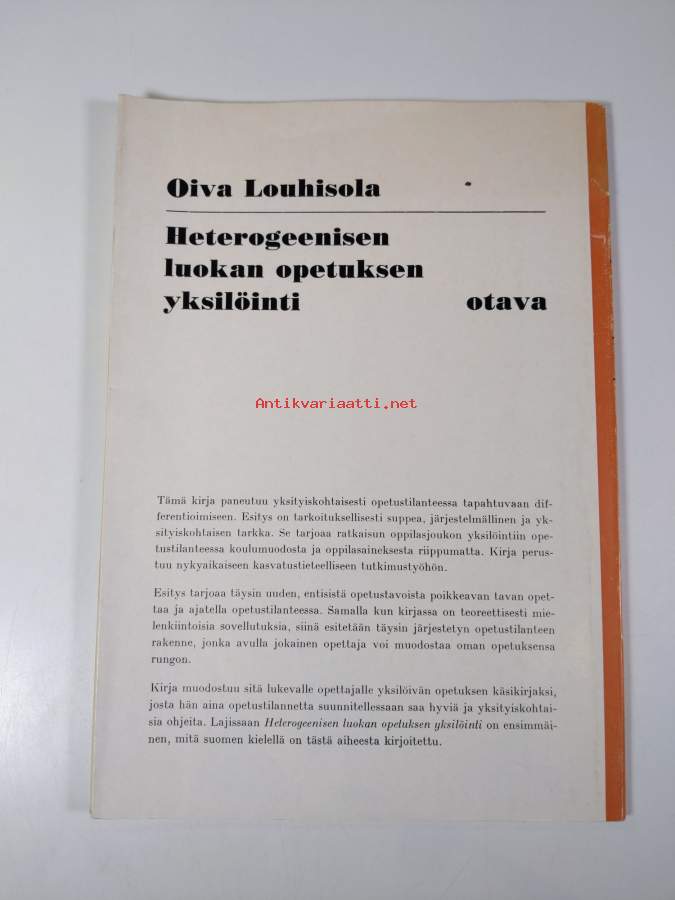 Oiva Louhisola
Heterogeenisen
luokan opetuksen
yksilöinti otava
Antikvariaatti.net
Tämä kirja paneutuu yksityiskohtaisesti opetustilanteessa tapahtuvaan dif-
ferentioimiseen. Esitys on tarkoituksellisesti suppea, järjestelmällinen ja yk-
sityiskohtaisen tarkka. Se tarjoaa ratkaisun oppilasjoukon yksilöintiin ope-
tustilanteessa koulumuodosta ja oppilasaineksesta riippumatta. Kirja perus-
tuu nykyaikaiseen kasvatustieteelliseen tutkimustyöhön.
Esitys tarjoaa täysin uuden, entisistä opetustavoista poikkeavan tavan opet-
taa ja ajatella opetustilanteessa. Samalla kun kirjassa on teoreettisesti mie-
lenkiintoisia sovellutuksia, siinä esitetään täysin järjestetyn opetustilanteen
rakenne, jonka avulla jokainen opettaja voi muodostaa oman opetuksensa
rungon.
Kirja muodostuu sitä lukevalle opettajalle yksilöivän opetuksen käsikirjaksi,
josta hän aina opetustilannetta suunnitellessaan saa hyviä ja yksityiskohtai-
sia ohjeita. Lajissaan Heterogeenisen luokan opetuksen yksilöinti on ensimmäi-
nen, mitä suomen kielellä on tästä aiheesta kirjoitettu.